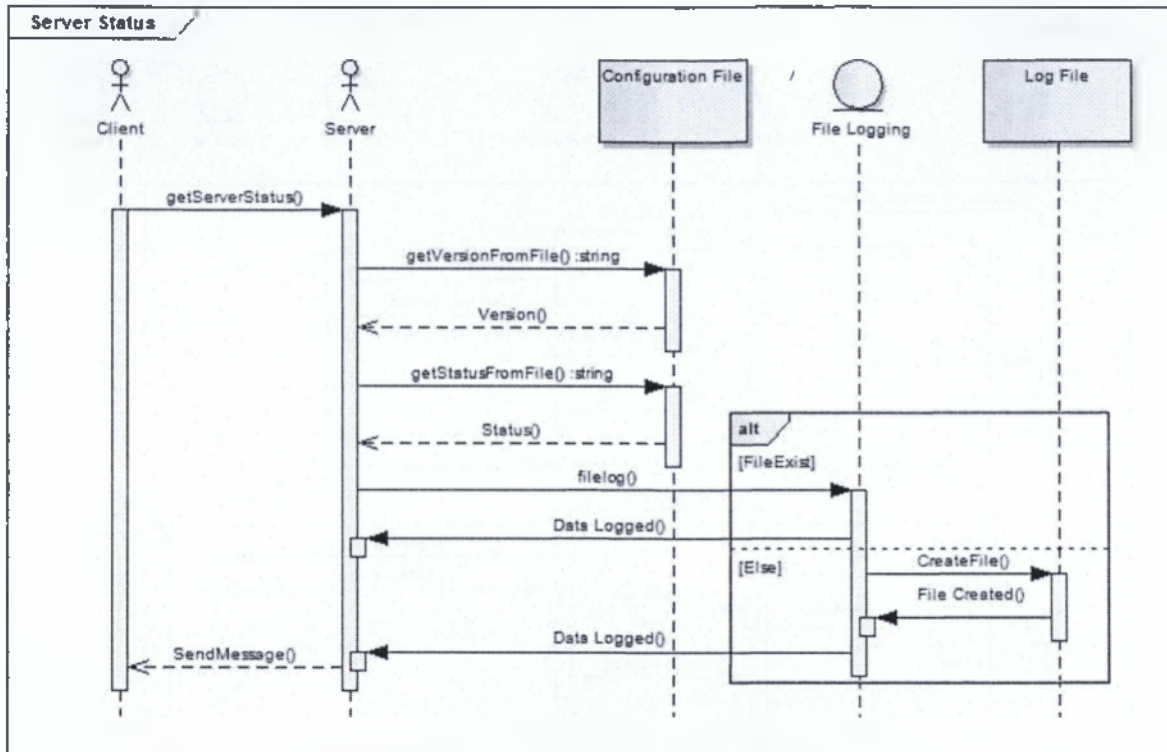 Server Status
Client
Server
Configuration File
File Logging
Log File
getServerStatus()
getVersionFromFile() :string
Version()
getStatusFromFile() :string
Status()
alt
[FileExist]
filelog()
Data Logged()
[Else]
CreateFile()
File Created()
Data Logged()
SendMessage()